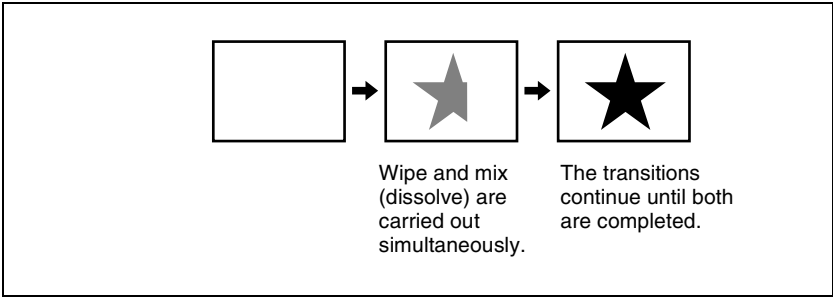 Wipe and mix
(dissolve) are
carried out
simultaneously.
The transitions
continue until both
are completed.